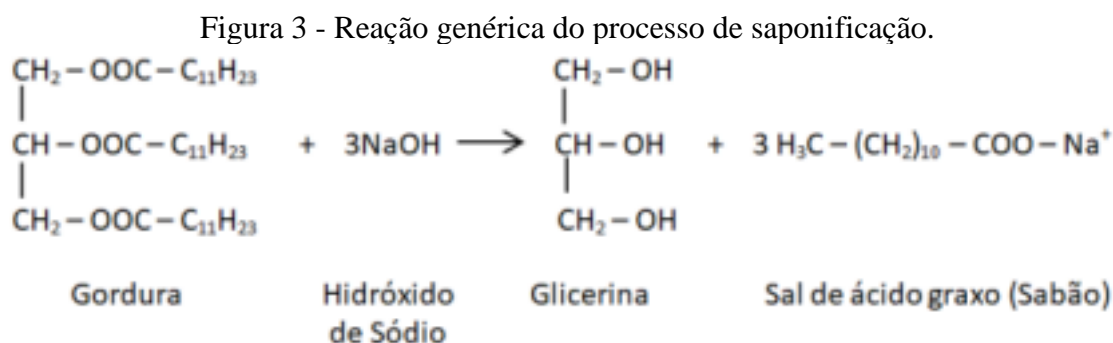 Figura 3 - Reação genérica do processo de saponificação.
CH₂ – OOC – C₁₁H₂₃ CH₂ – OH
CH – OOC – C₁₁H₂₃ + 3NaOH ⟶ CH – OH + 3 H₃C – (CH₂)₁₀ – COO – Na⁺
CH₂ – OOC – C₁₁H₂₃ CH₂ – OH
Gordura Hidróxido Glicerina Sal de ácido graxo (Sabão)
de Sódio